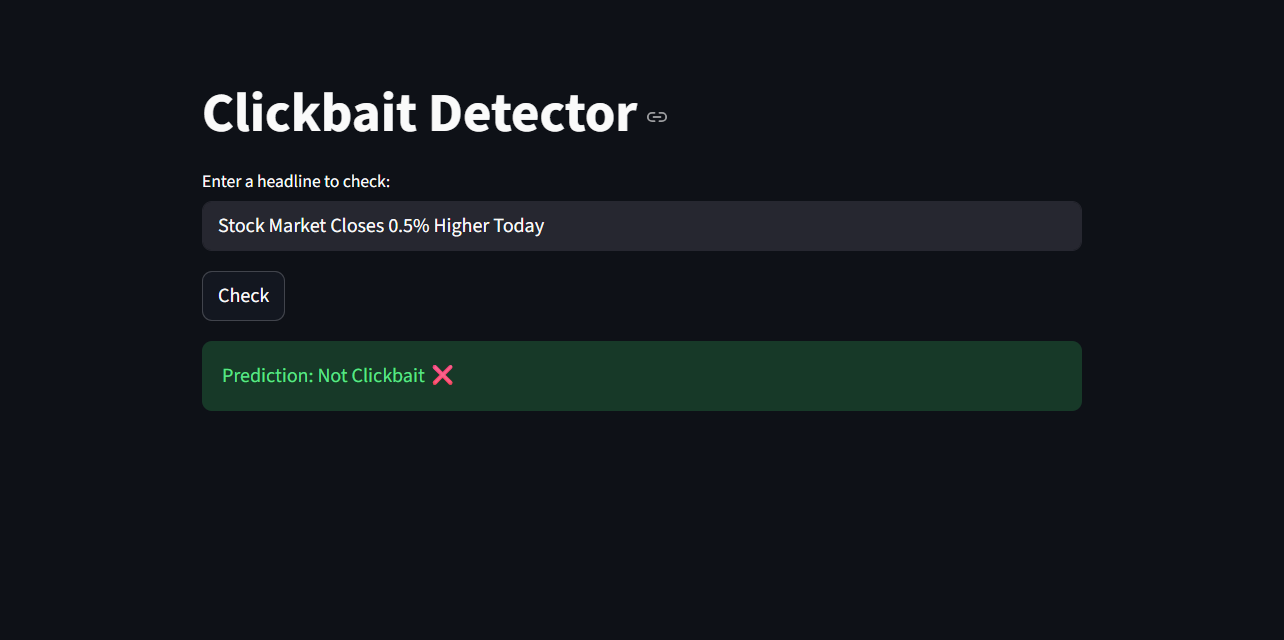 Clickbait Detector
Enter a headline to check:
Stock Market Closes 0.5% Higher Today
Check
Prediction: Not Clickbait ❌